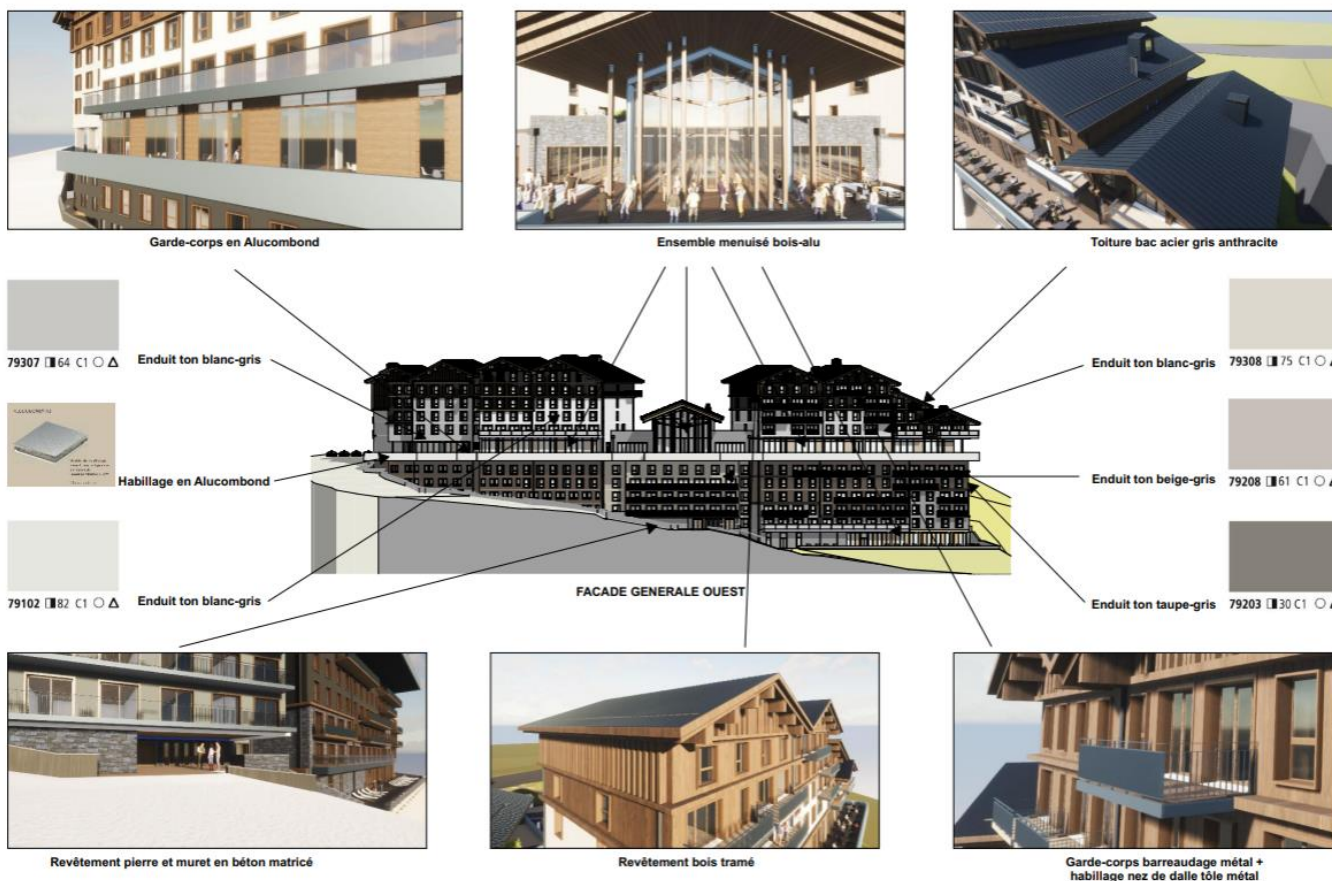 Garde-corps en Alucombond
Ensemble menuisé bois-alu
Toiture bac acier gris anthracite
79307 64 C1
Enduit ton blanc-gris
Enduit ton blanc-gris
79308 75 C1
Habillage en Alucombond
Enduit ton beige-gris
79208 61 C1
79102 82 C1
Enduit ton blanc-gris
FACADE GENERALE OUEST
Enduit ton taupe-gris
79203 30 C1
Revêtement pierre et muret en béton matricé
Revêtement bois tramé
Garde-corps barreaudage métal +
habillage nez de dalle tôle métal